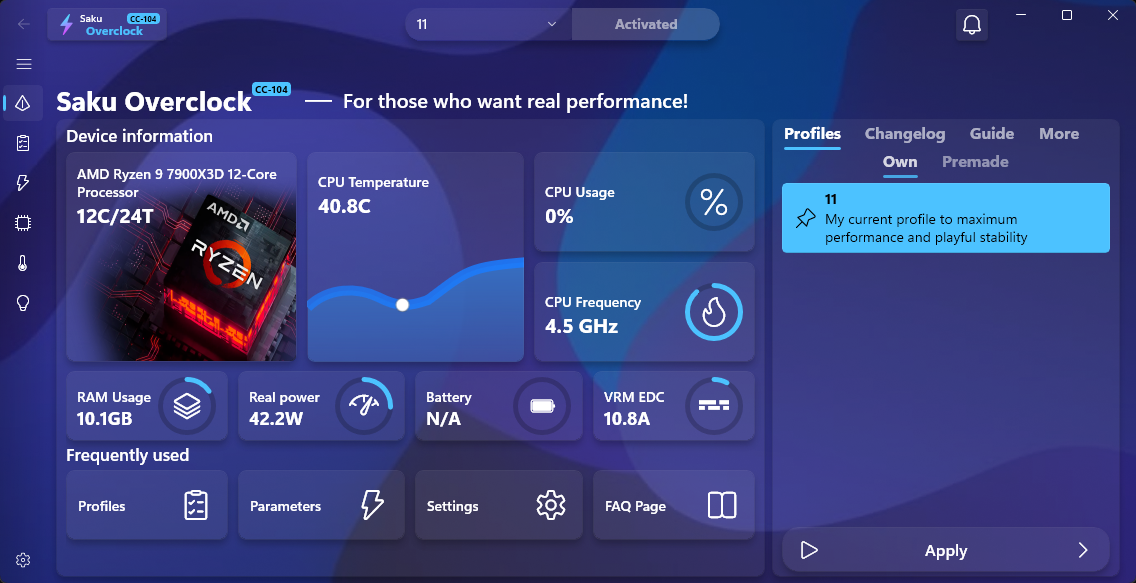 Saku
CC-104
Overclock
11
Activated
Saku Overclock
CC-104
For those who want real performance!
Device information
AMD Ryzen 9 7900X3D 12-Core
Processor
12C/24T
AMD
RYZEN
CPU Temperature
40.8C
CPU Usage
0%
%
CPU Frequency
4.5 GHz
RAM Usage
10.1GB
Real power
42.2W
Battery
N/A
VRM EDC
10.8A
Frequently used
Profiles
Parameters
Settings
FAQ Page
Profiles
Changelog
Guide
More
Own
Premade
11
My current profile to maximum
performance and playful stability
Apply